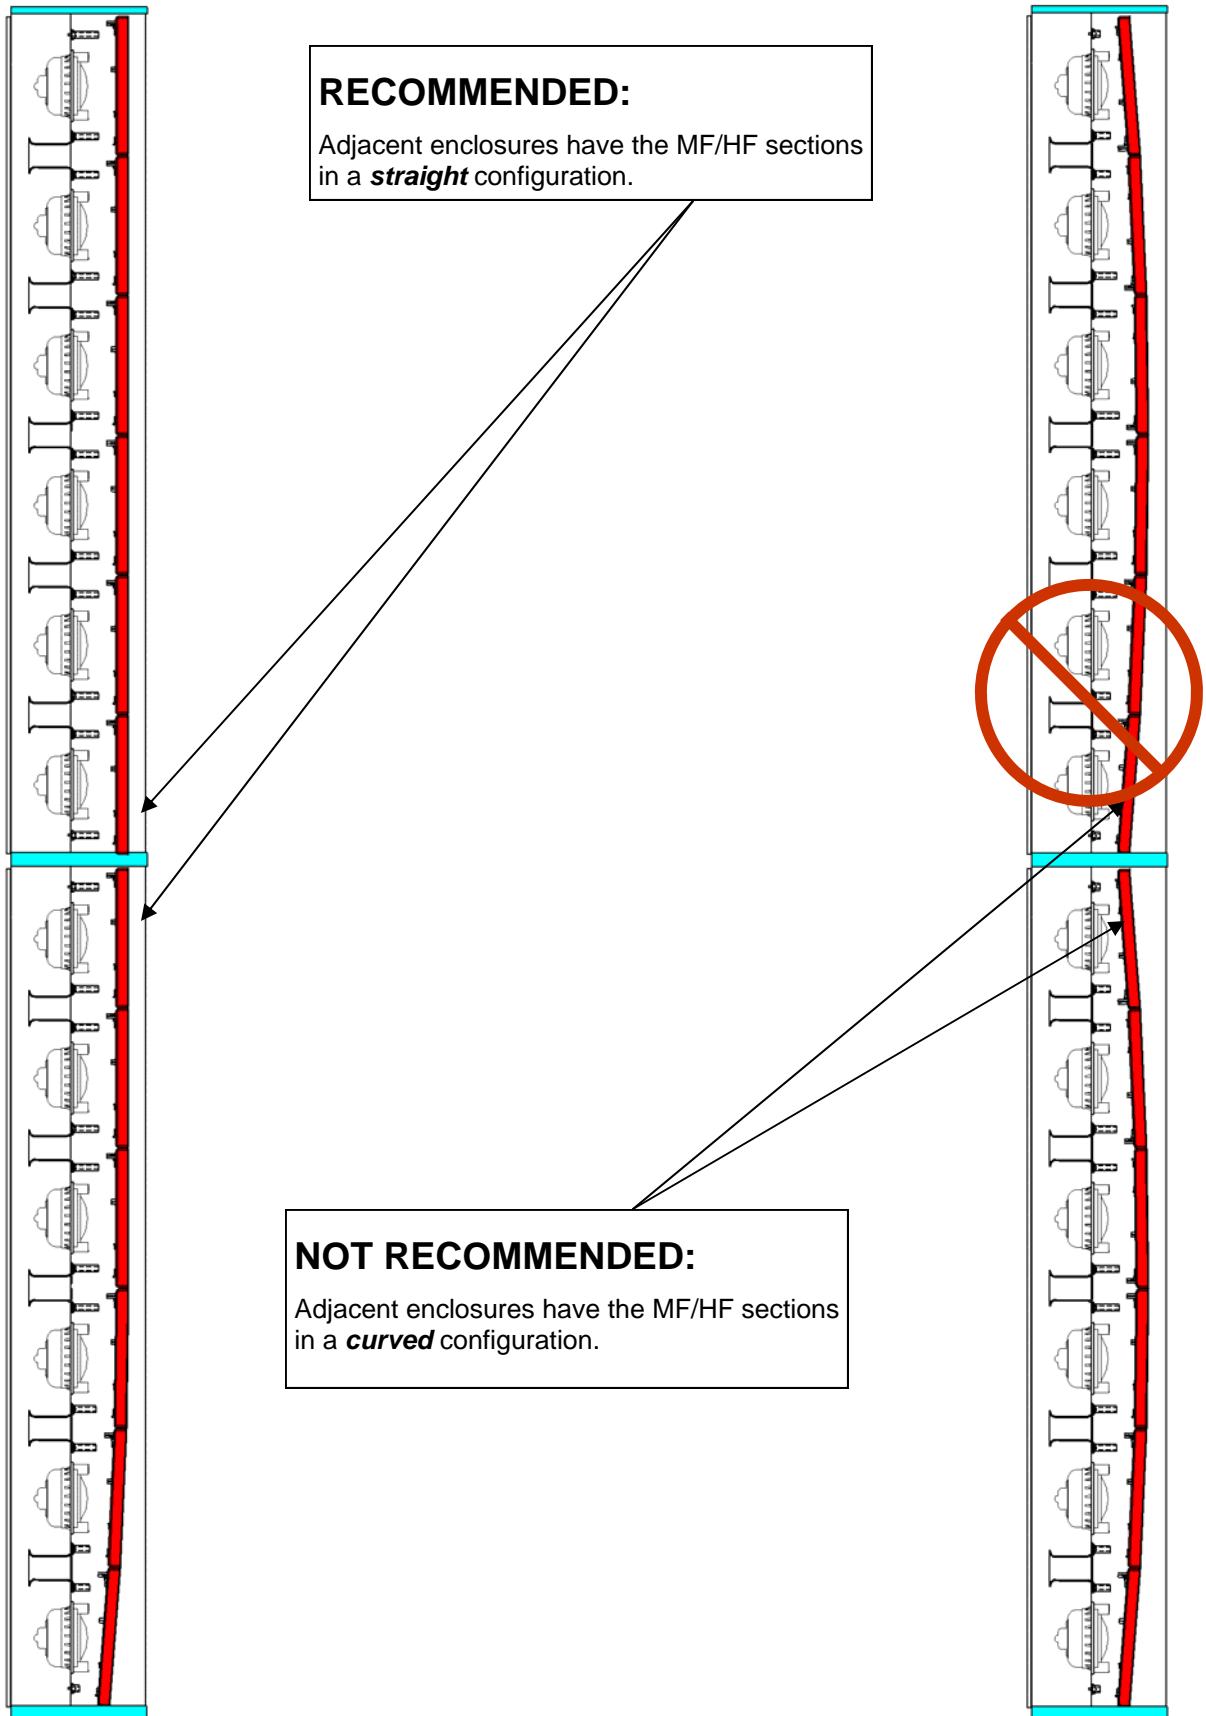 RECOMMENDED:
Adjacent enclosures have the MF/HF sections
in a straight configuration.
NOT RECOMMENDED:
Adjacent enclosures have the MF/HF sections
in a curved configuration.